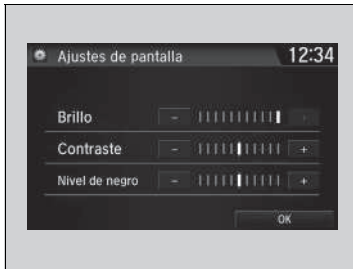 Ajustes de pantalla 12:34
Brillo -
Contraste - +
Nivel de negro - +
OK